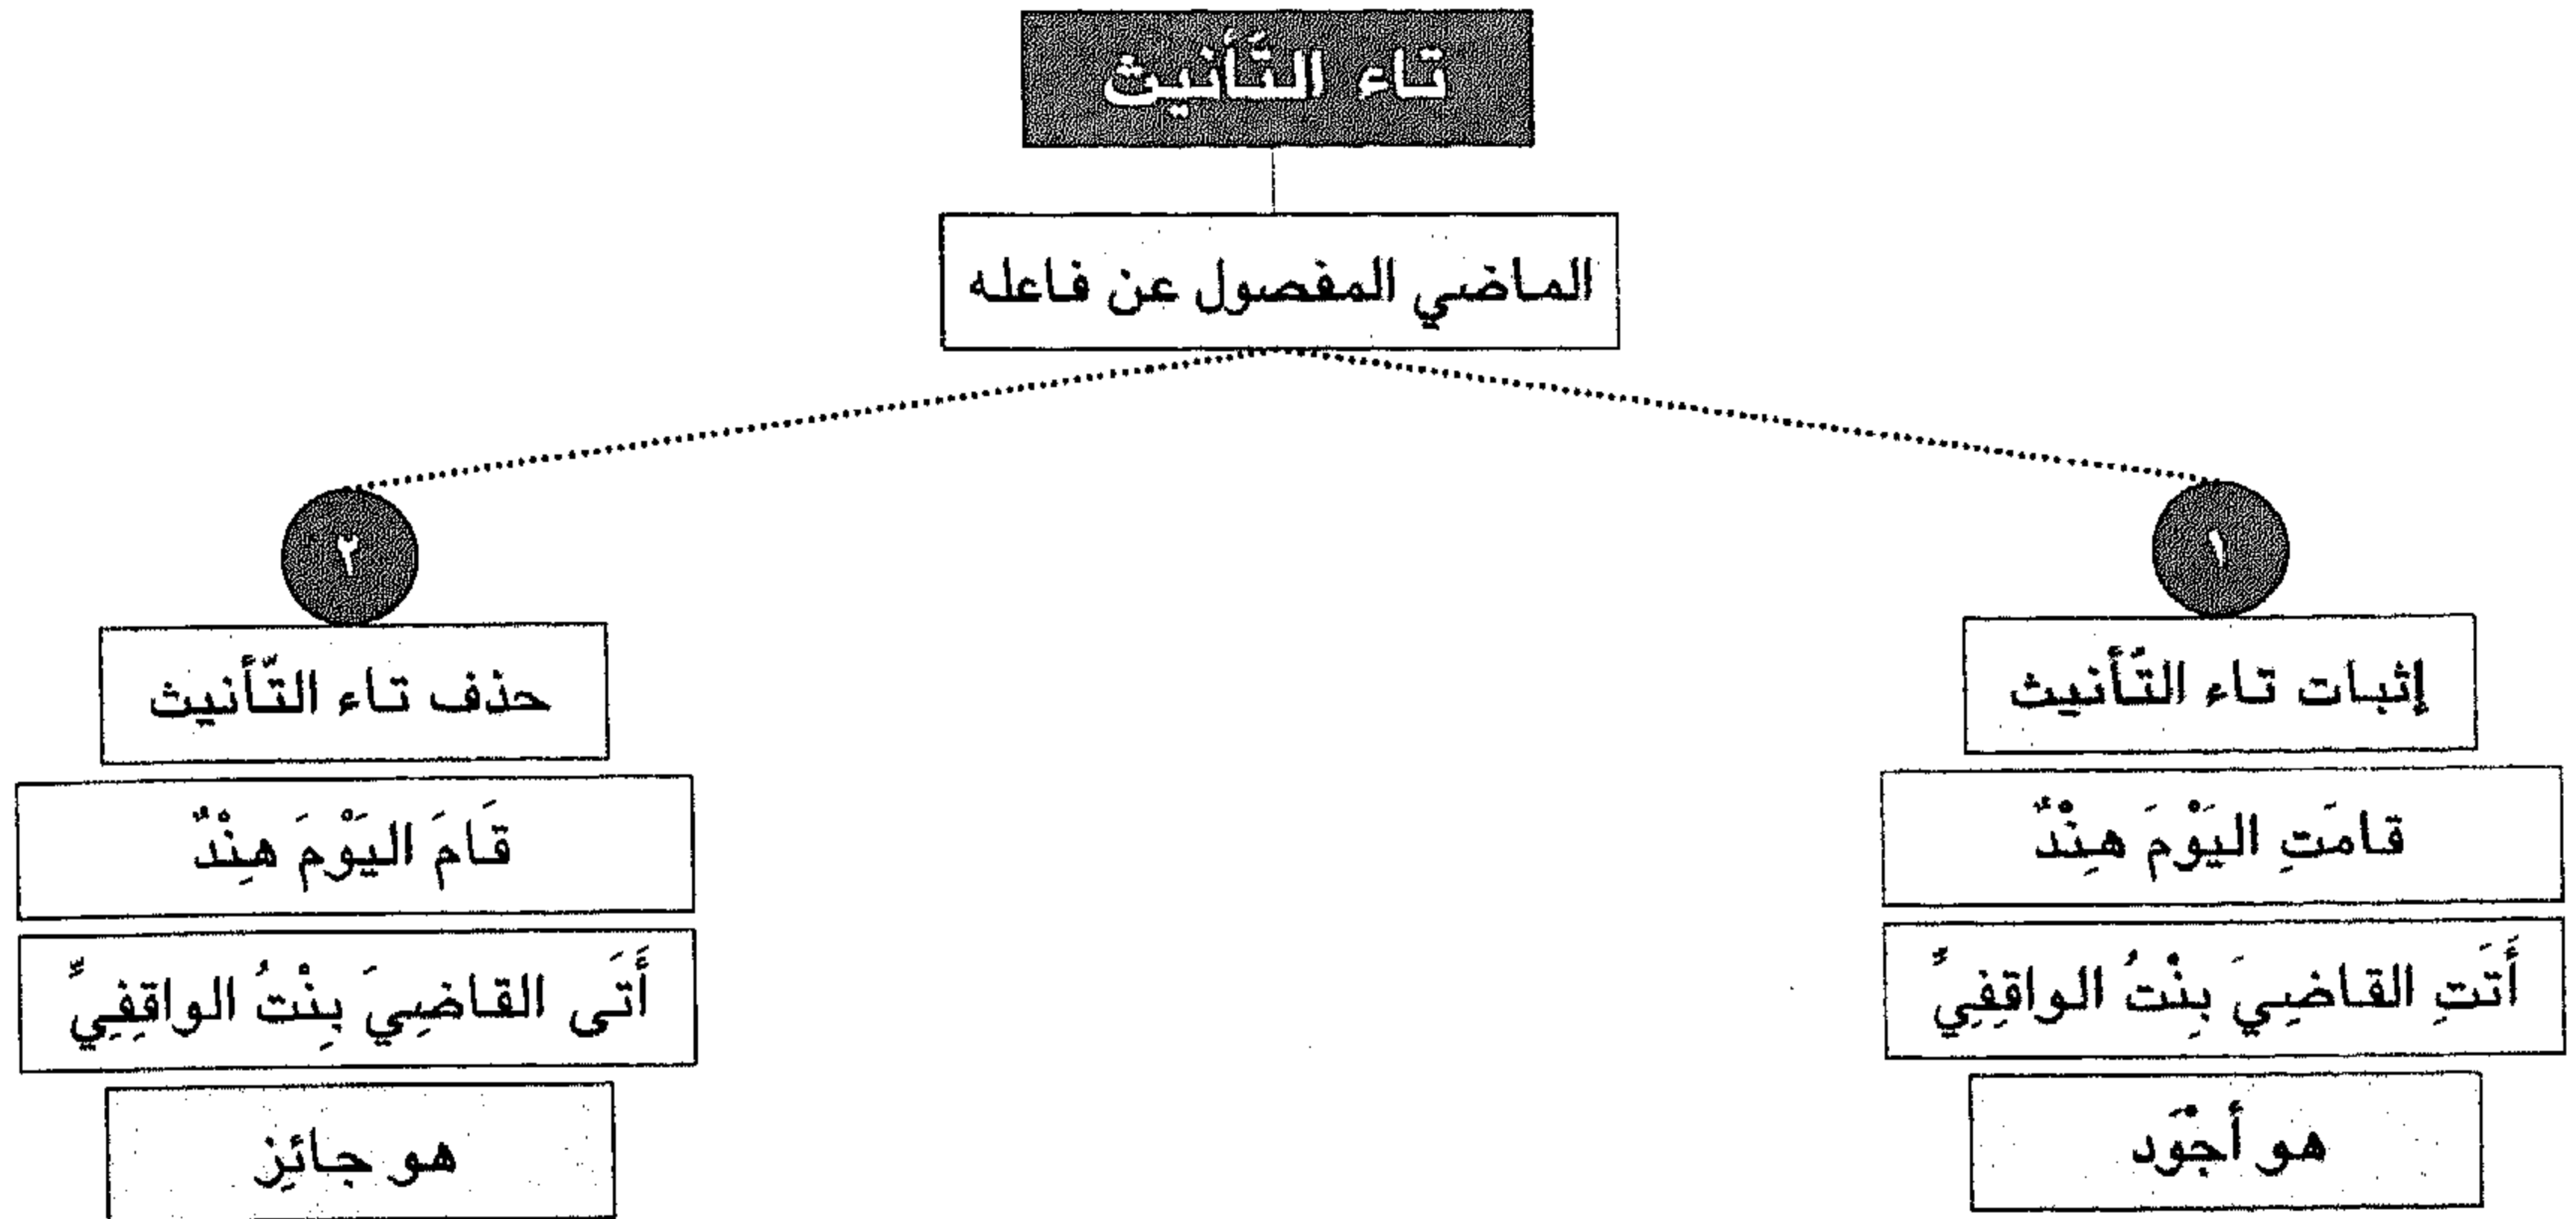 تاء التَّأنيث
الماضي المفصول عن فاعله
١
إثبات تاء التَّأنيث
قامَتِ اليَوْمَ هِنْدٌ
أَتَتِ القاضِيَ بِنْتُ الواقِفِيِّ
هو أجْوَد
٢
حذف تاء التَّأنيث
قَامَ اليَوْمَ هِنْدٌ
أَتَى القاضِيَ بِنْتُ الواقِفِيِّ
هو جائِز